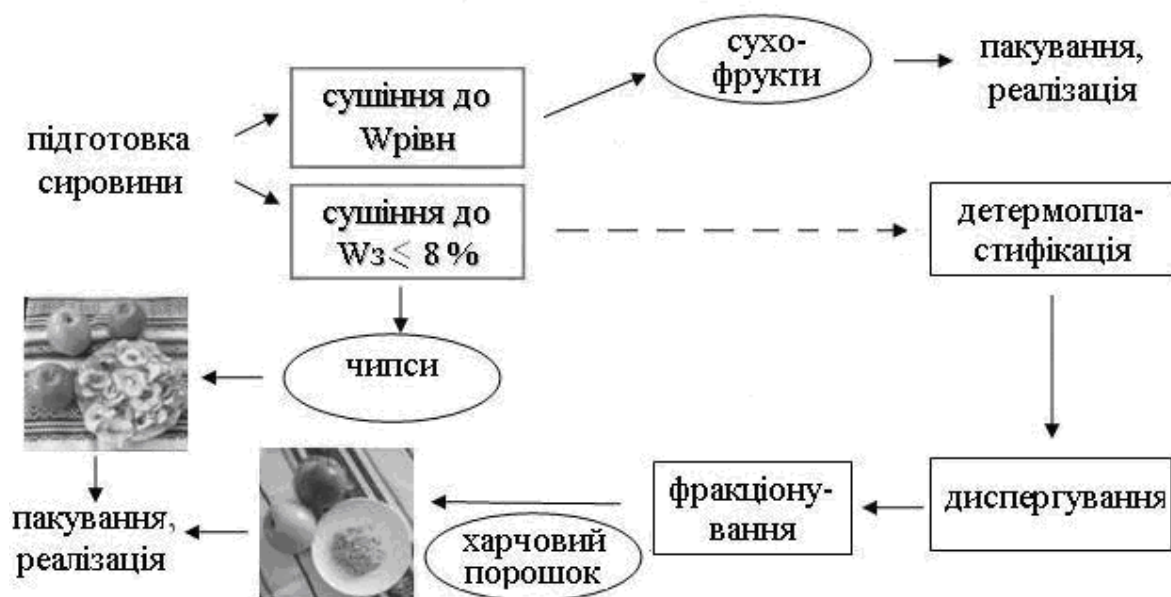 підготовка
сировини
сушіння до
Wрівн
сухо-
фрукти
пакування,
реалізація
сушіння до
Wз⩽ 8 %
детермопла-
стифікація
чипси
диспергування
фракціону-
вання
харчовий
порошок
пакування,
реалізація